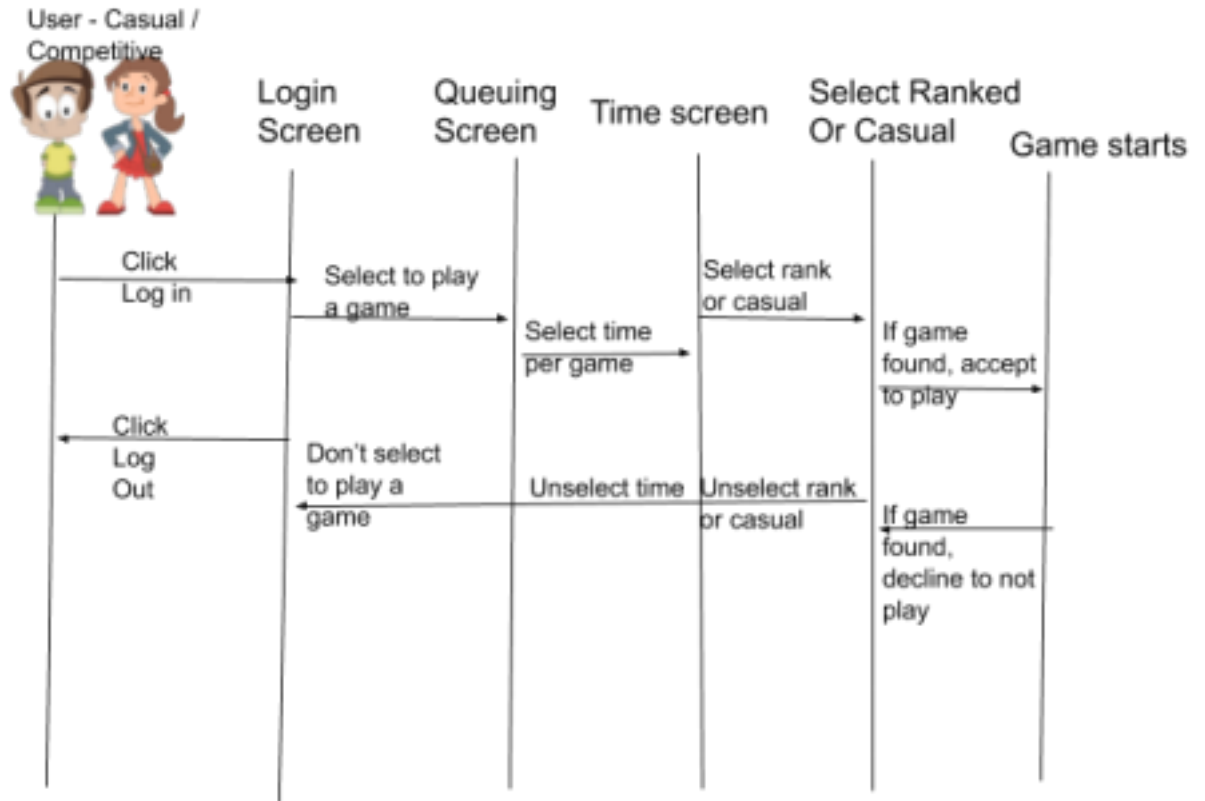 User - Casual /
Competitive
Login
Screen
Queuing
Screen
Time screen
Select Ranked
Or Casual
Game starts
Click
Log in
Select to play
a game
Select time
per game
Select rank
or casual
If game
found, accept
to play
Click
Log
Out
Don't select
to play a
game
Unselect time
Unselect rank
or casual
If game
found,
decline to not
play